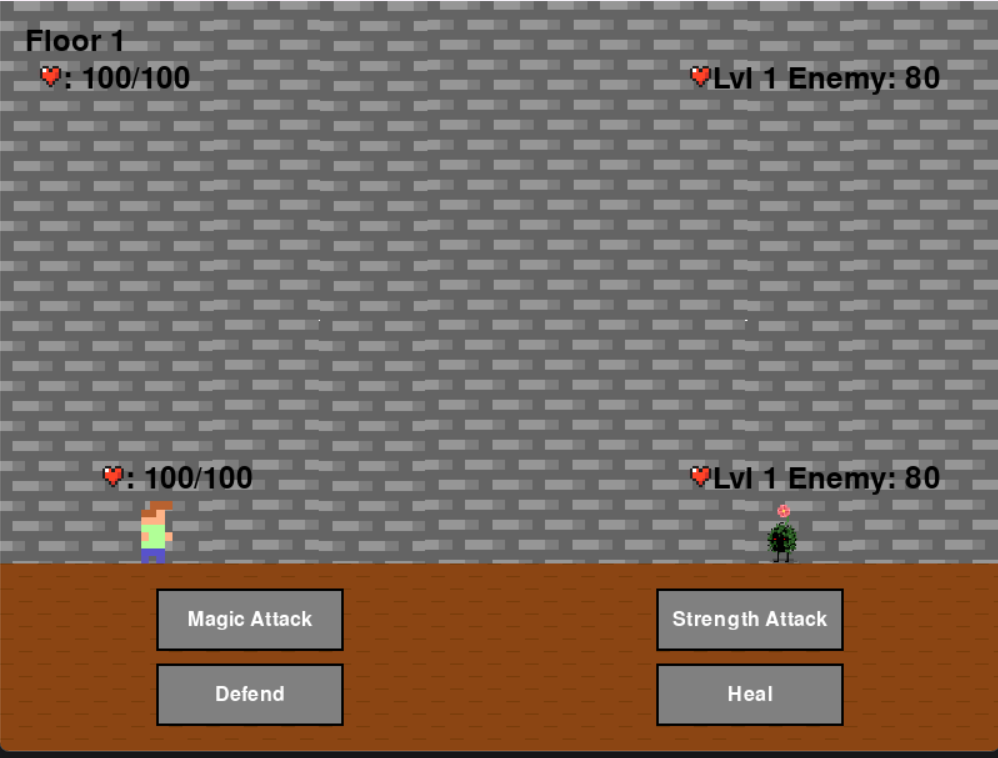 Floor 1
: 100/100
Lvl 1 Enemy: 80
: 100/100
Lvl 1 Enemy: 80
Magic Attack
Strength Attack
Defend
Heal